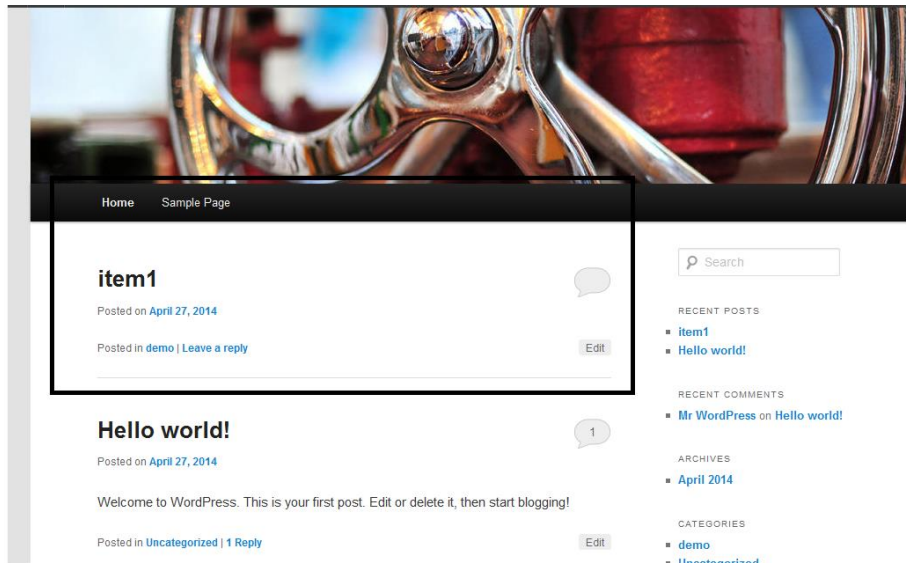 Home Sample Page
item1
Posted on April 27, 2014
Posted in demo | Leave a reply
Edit
Hello world!
1
Posted on April 27, 2014
Welcome to WordPress. This is your first post. Edit or delete it, then start blogging!
Posted in Uncategorized | 1 Reply
Edit
Search
RECENT POSTS
item1
Hello world!
RECENT COMMENTS
Mr WordPress on Hello world!
ARCHIVES
April 2014
CATEGORIES
demo
Uncategorized